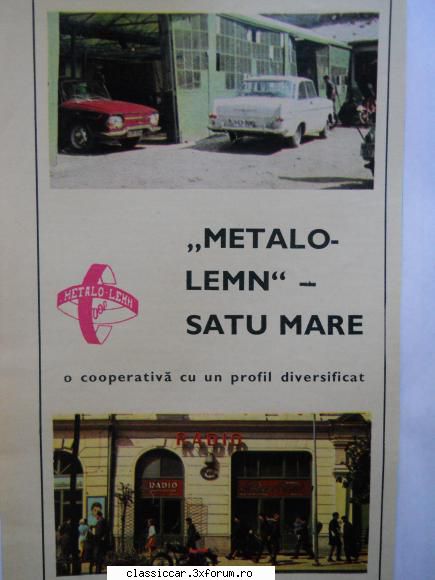 „METALO-
LEMN“ –
SATU MARE
METALO-LEMN
o cooperativă cu un profil diversificat
RADIO
RADIO
classiccar.3xforum.ro